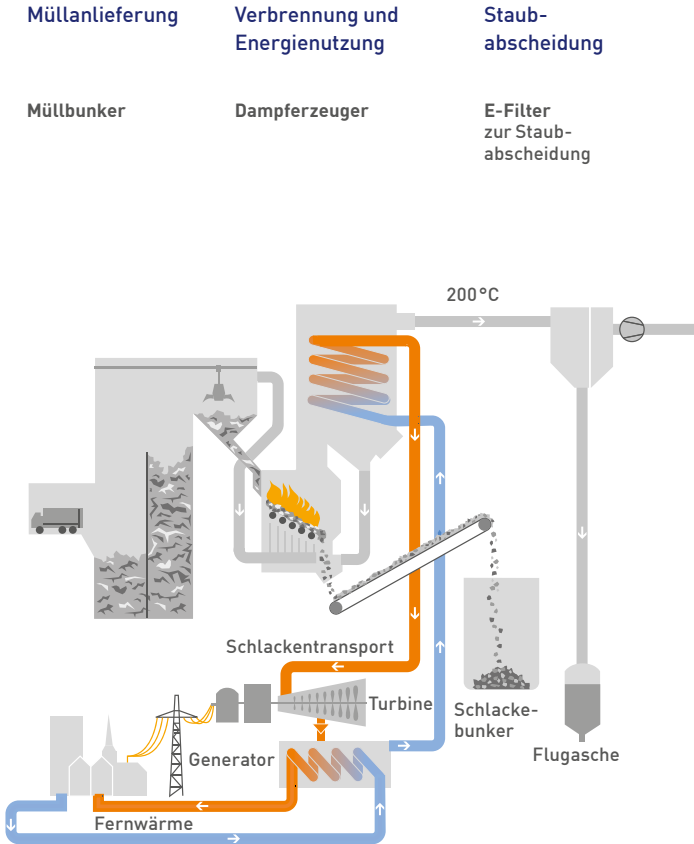 Müllanlieferung
Verbrennung und
Energienutzung
Staub-
abscheidung
Müllbunker
Dampferzeuger
E-Filter
zur Staub-
abscheidung
200°C
Schlackentransport
Turbine
Schlacke-
bunker
Generator
Flugasche
Fernwärme